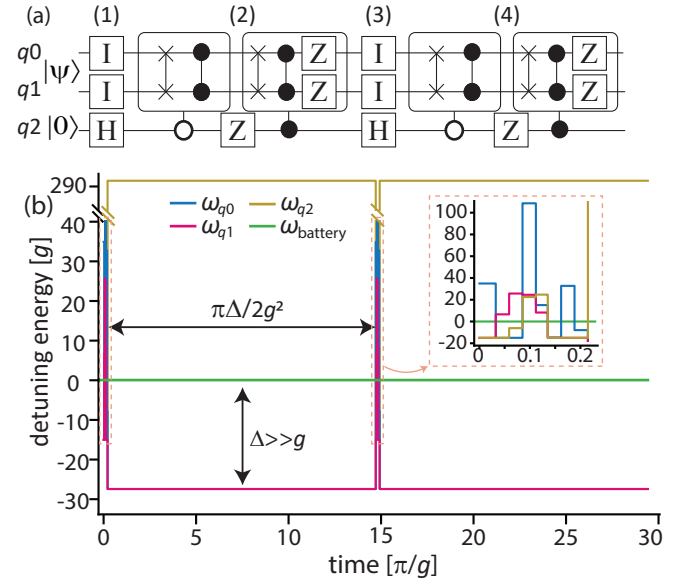 (a) (1) (2) (3) (4)
q0 I Z I Z
|Ψ⟩
q1 I Z I Z
q2 |0⟩ H Z H Z
(b)
ω_q0 ω_q2
ω_q1 ω_battery
detuning energy [g]
290
40
30
20
10
0
-10
-20
-30
πΔ/2g²
Δ>>g
100
80
60
40
20
0
-20
0 0.1 0.2
0 5 10 15 20 25 30
time [π/g]